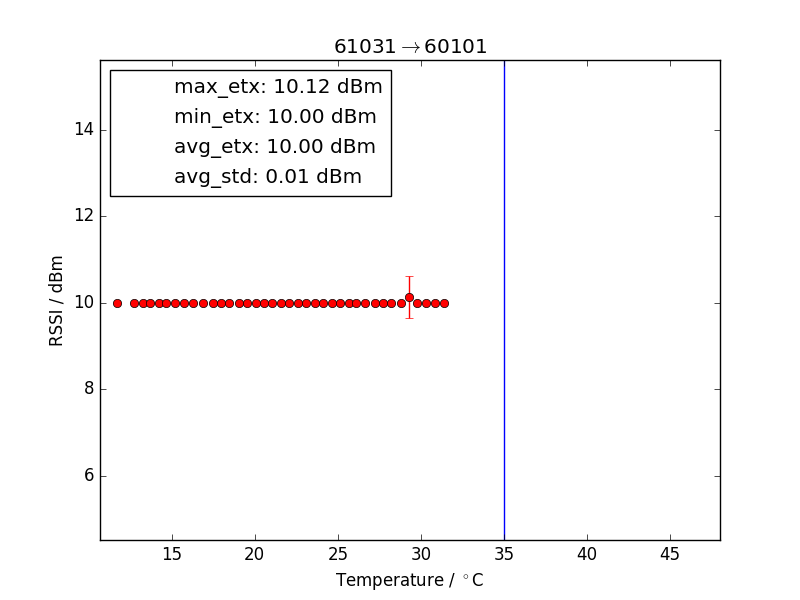 61031→60101
max_etx: 10.12 dBm
min_etx: 10.00 dBm
avg_etx: 10.00 dBm
avg_std: 0.01 dBm
14
12
10
8
6
RSSI / dBm
15 20 25 30 35 40 45
Temperature / °C